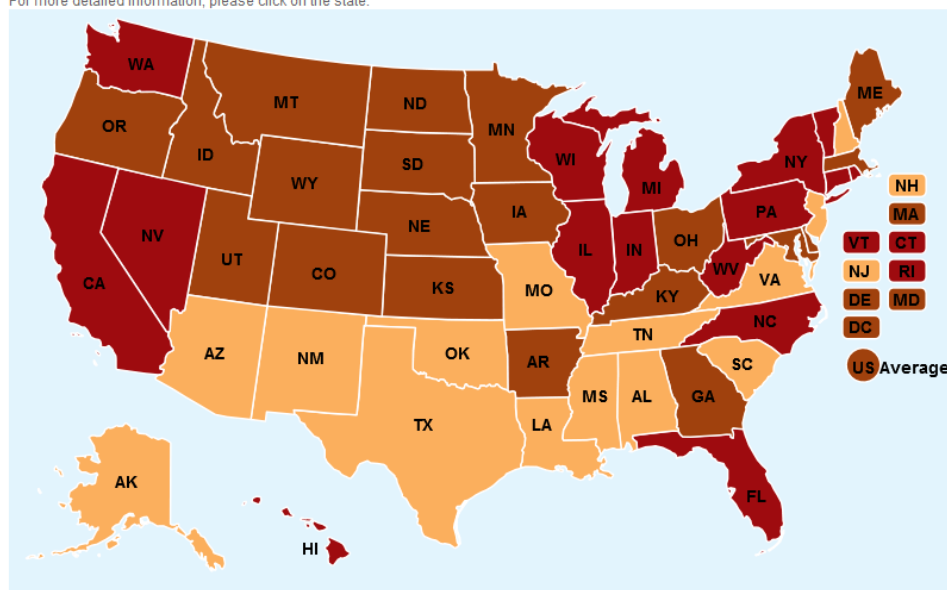 For more detailed information, please click on the state.
WA
MT
ND
MN
ME
OR
ID
WY
SD
WI
MI
NY
NH
MA
NE
IA
PA
VT
CT
NV
UT
CO
KS
IL
IN
OH
WV
VA
NJ
RI
CA
MO
KY
DE
MD
NC
DC
AZ
NM
OK
AR
TN
SC
US Average
TX
LA
MS
AL
GA
AK
FL
HI